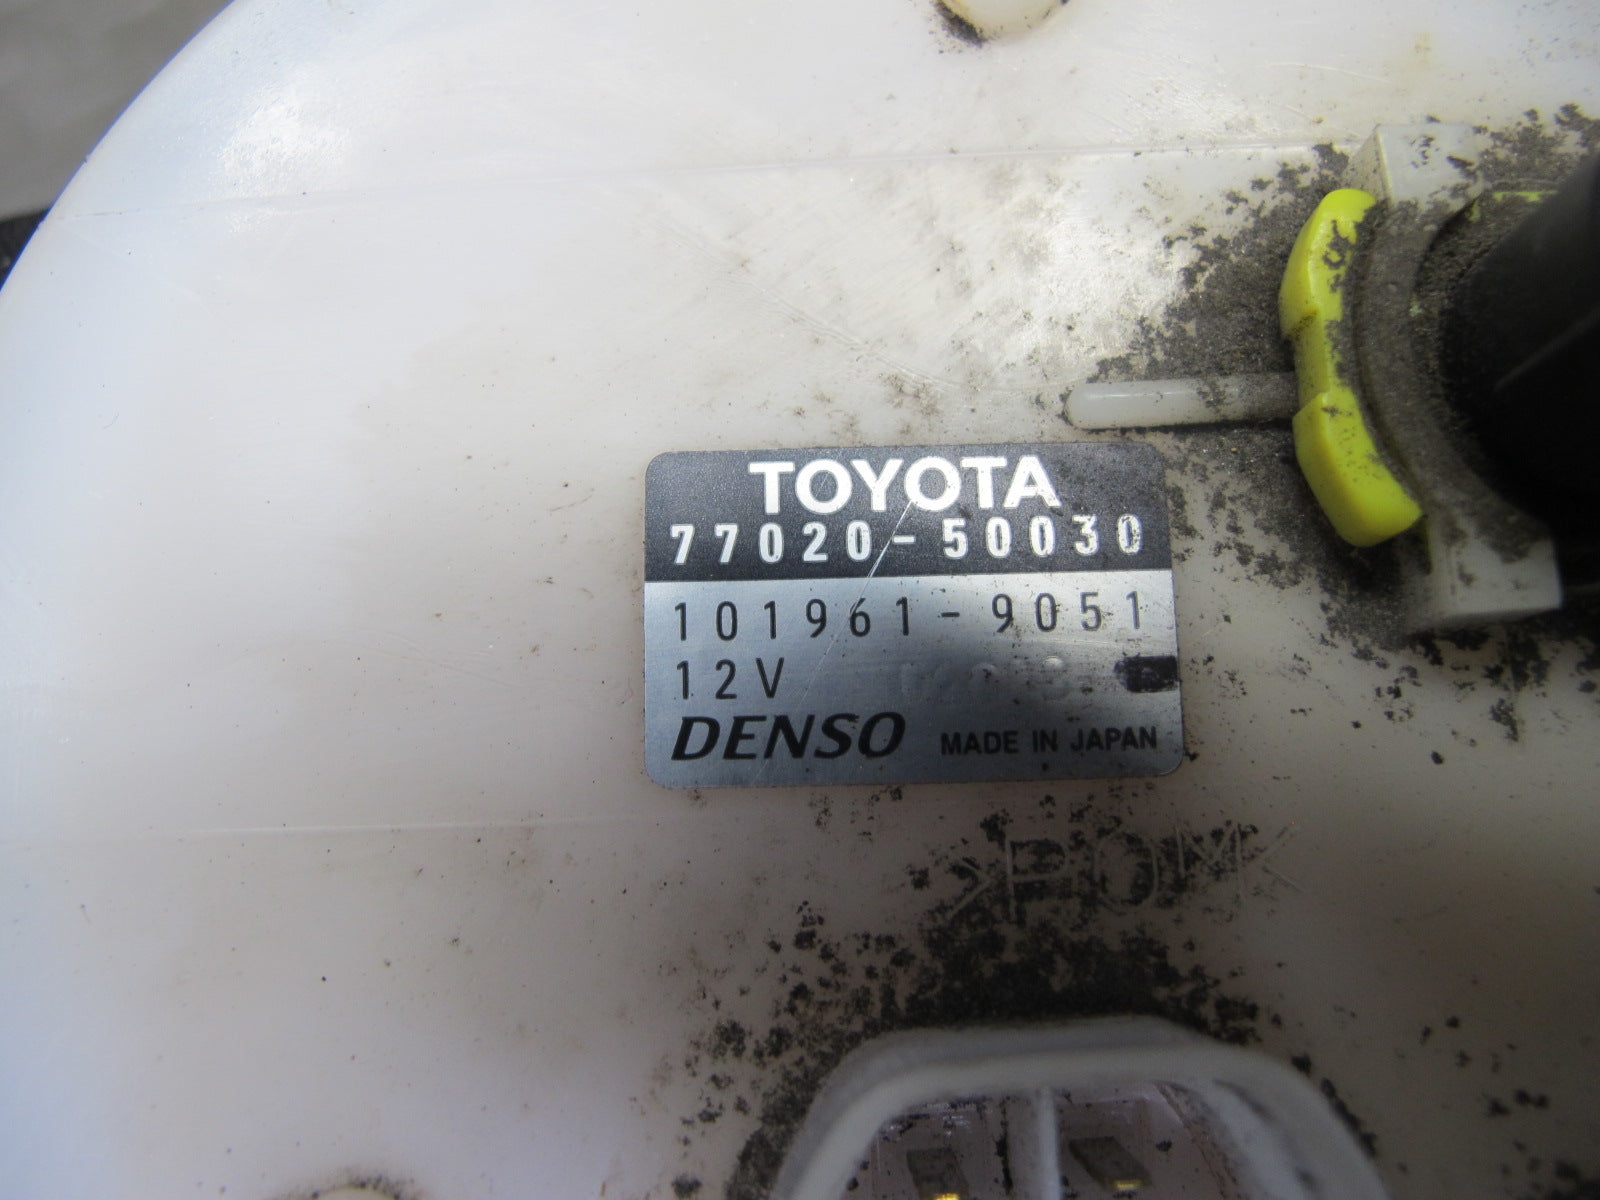 TOYOTA
77020-50030
101961-9051
12V
DENSO MADE IN JAPAN
>POM<